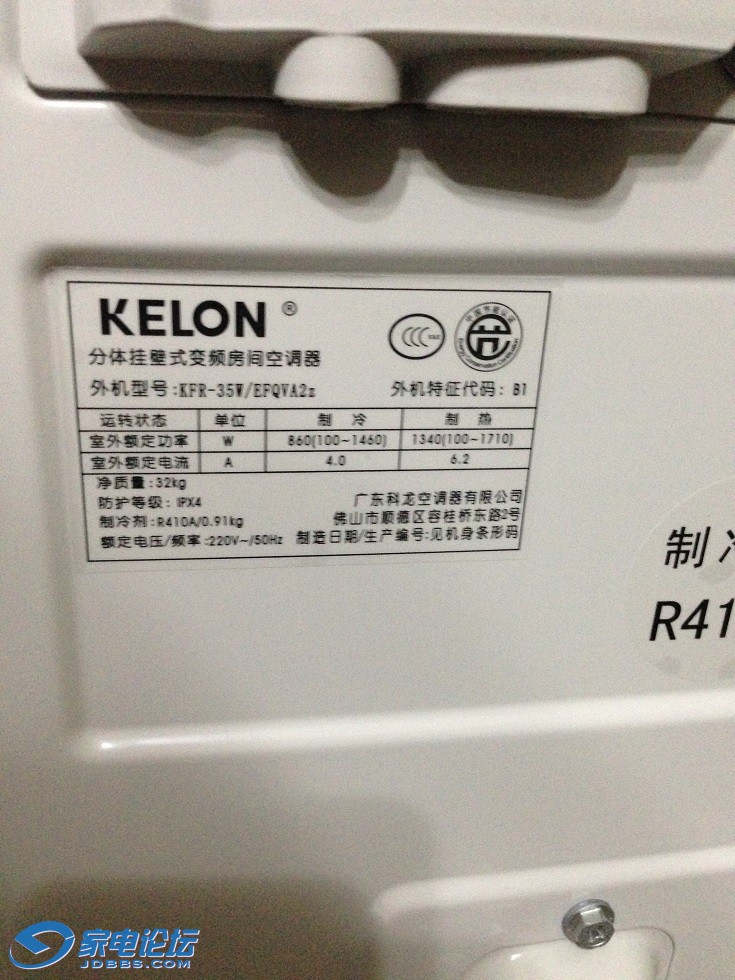 KELON ®
分体挂壁式变频房间空调器
外机型号:KFR-35W/EFQVA2z 外机特征代码: B1
运转状态 单位 制 冷 制 热
室外额定功率 W 860(100~1460) 1340(100~1710)
室外额定电流 A 4.0 6.2
净质量:32kg
防护等级: IPX4 广东科龙空调器有限公司
制冷剂:R410A/0.91kg 佛山市顺德区容桂桥东路2号
额定电压/频率:220V~/50Hz 制造日期/生产编号:见机身条形码
制
R41
家电论坛
JDBBS.COM